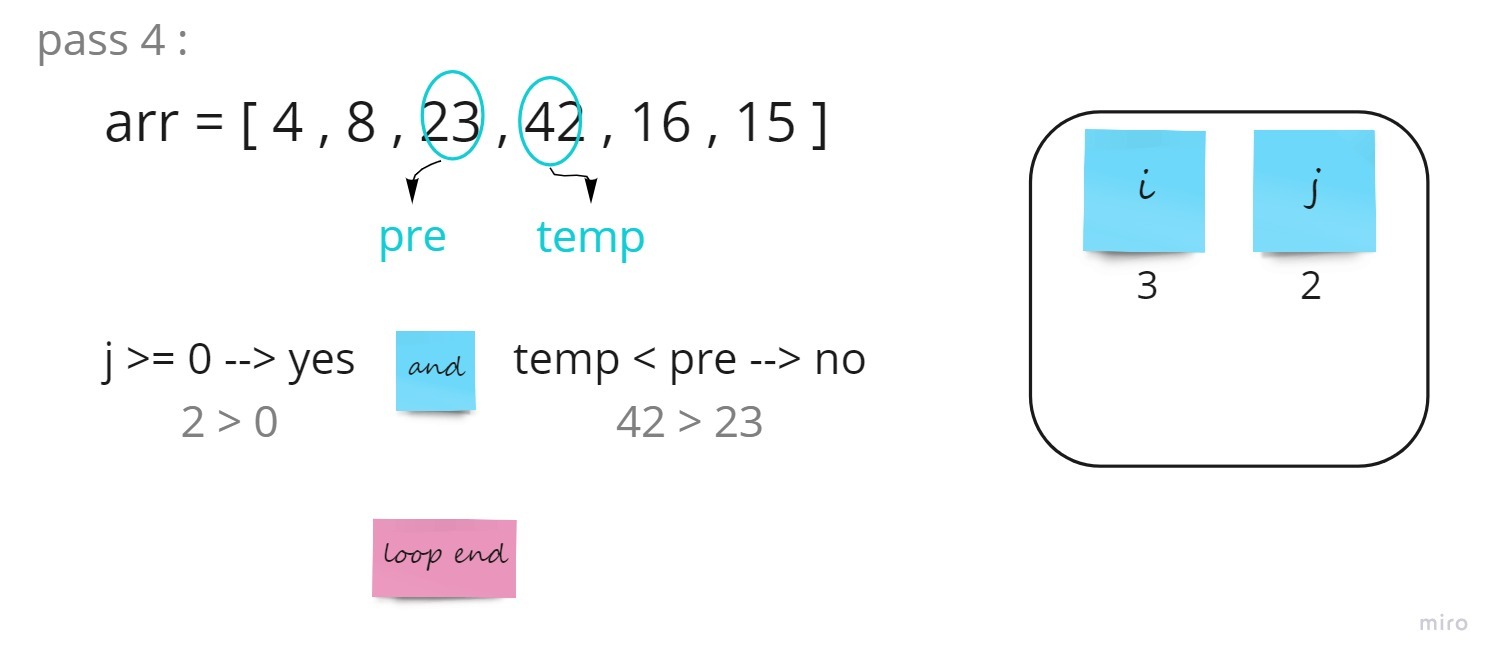 pass 4 :
arr = [ 4 , 8 , 23 , 42 , 16 , 15 ]
pre temp
i j
3 2
j >= 0 --> yes and temp < pre --> no
2 > 0 42 > 23
loop end
miro